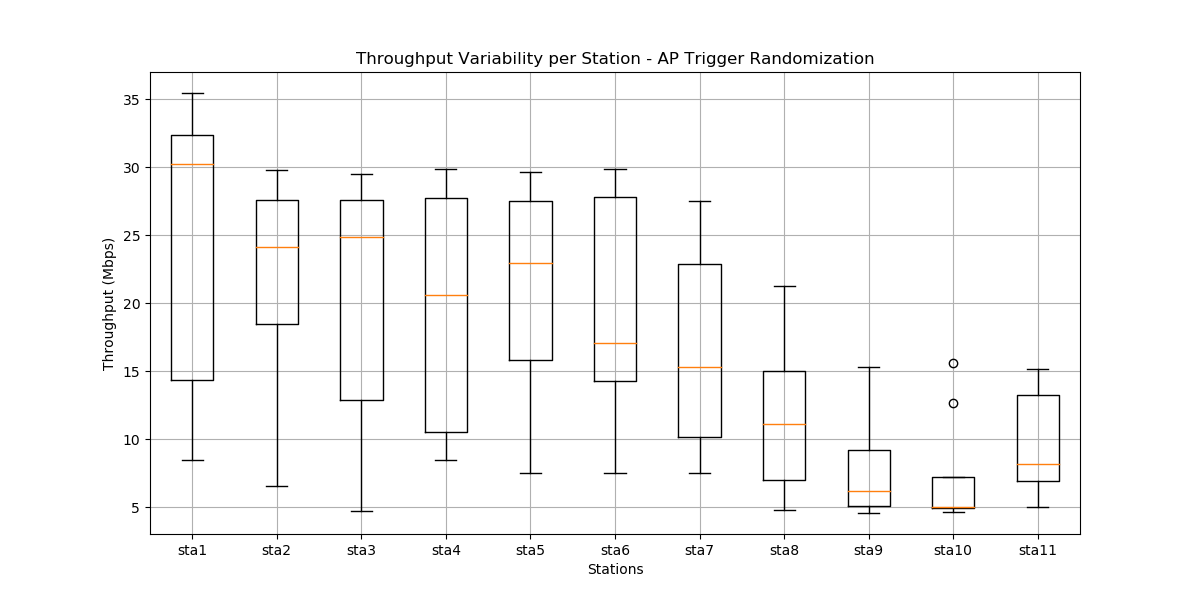 Throughput Variability per Station - AP Trigger Randomization
35
30
25
20
15
10
5
Throughput (Mbps)
sta1 sta2 sta3 sta4 sta5 sta6 sta7 sta8 sta9 sta10 sta11
Stations